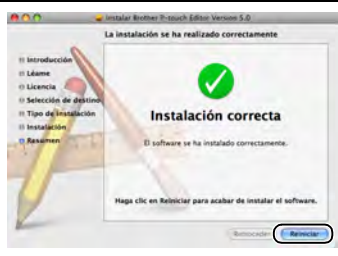 Instalar Brother P-touch Editor Version 5.0
La instalación se ha realizado correctamente
Introducción
Léame
Licencia
Selección de destino
Tipo de instalación
Instalación
Resumen
Instalación correcta
El software se ha instalado correctamente.
Haga clic en Reiniciar para acabar de instalar el software.
Retroceder
Reiniciar